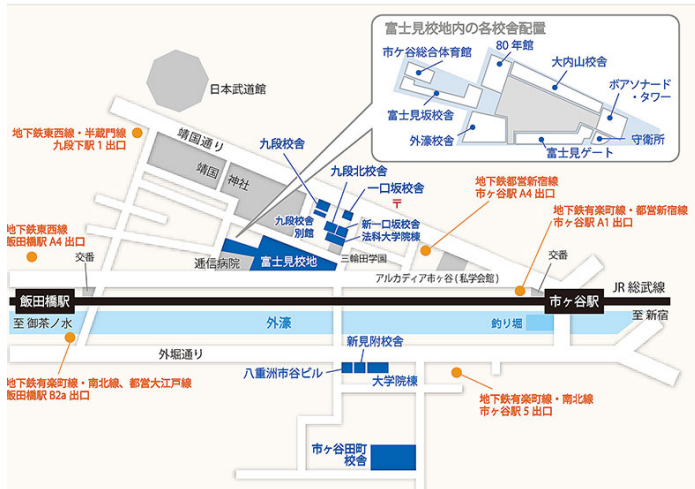 富士見校地内の各校舎配置
80年館
市ケ谷総合体育館
大内山校舎
ボアソナード
・タワー
富士見坂校舎
外濠校舎
富士見ゲート
守衛所
日本武道館
地下鉄東西線・半蔵門線
九段下駅1出口
靖国通り
靖国
神社
九段校舎
九段北校舎
一口坂校舎
〒
九段校舎
別館
新一口坂校舎
法科大学院棟
地下鉄都営新宿線
市ケ谷駅A4出口
地下鉄有楽町線・都営新宿線
市ケ谷駅A1出口
地下鉄東西線
飯田橋駅A4出口
交番
逓信病院
富士見校地
三輪田学園
アルカディア市ヶ谷(私学会館)
交番
JR総武線
飯田橋駅
市ヶ谷駅
至御茶ノ水
外濠
釣り堀
至新宿
外堀通り
新見附校舎
八重洲市谷ビル
大学院棟
地下鉄有楽町線・南北線、都営大江戸線
飯田橋駅B2a出口
地下鉄有楽町線・南北線
市ケ谷駅5出口
市ケ谷田町
校舎